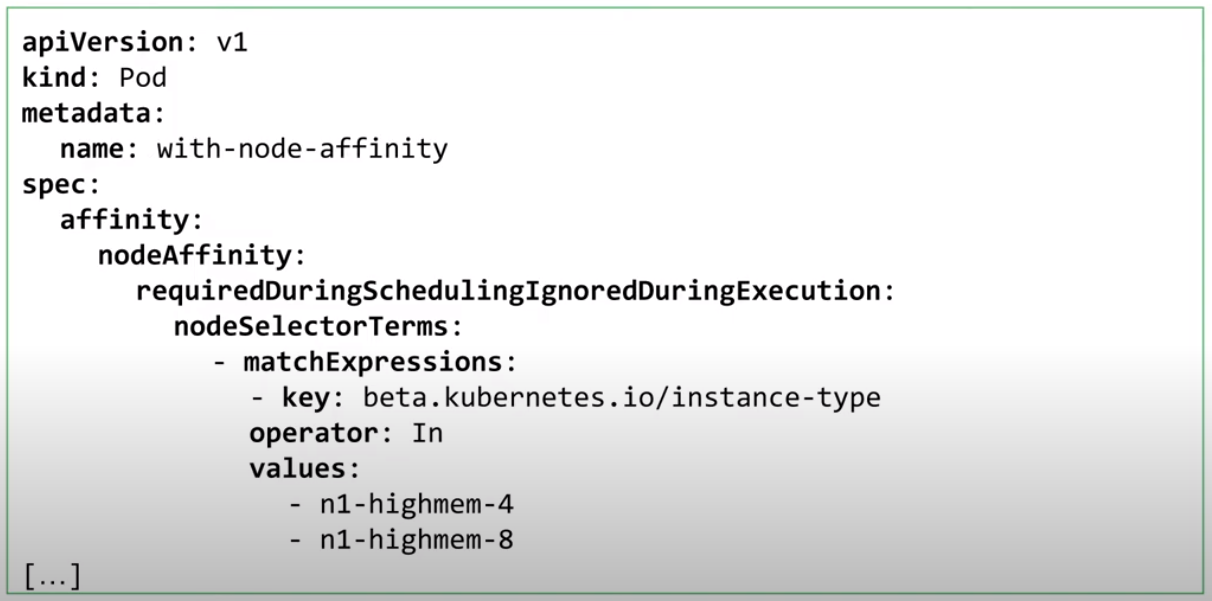 apiVersion: v1
kind: Pod
metadata:
  name: with-node-affinity
spec:
  affinity:
    nodeAffinity:
      requiredDuringSchedulingIgnoredDuringExecution:
        nodeSelectorTerms:
          - matchExpressions:
            - key: beta.kubernetes.io/instance-type
            operator: In
            values:
              - n1-highmem-4
              - n1-highmem-8
[...]